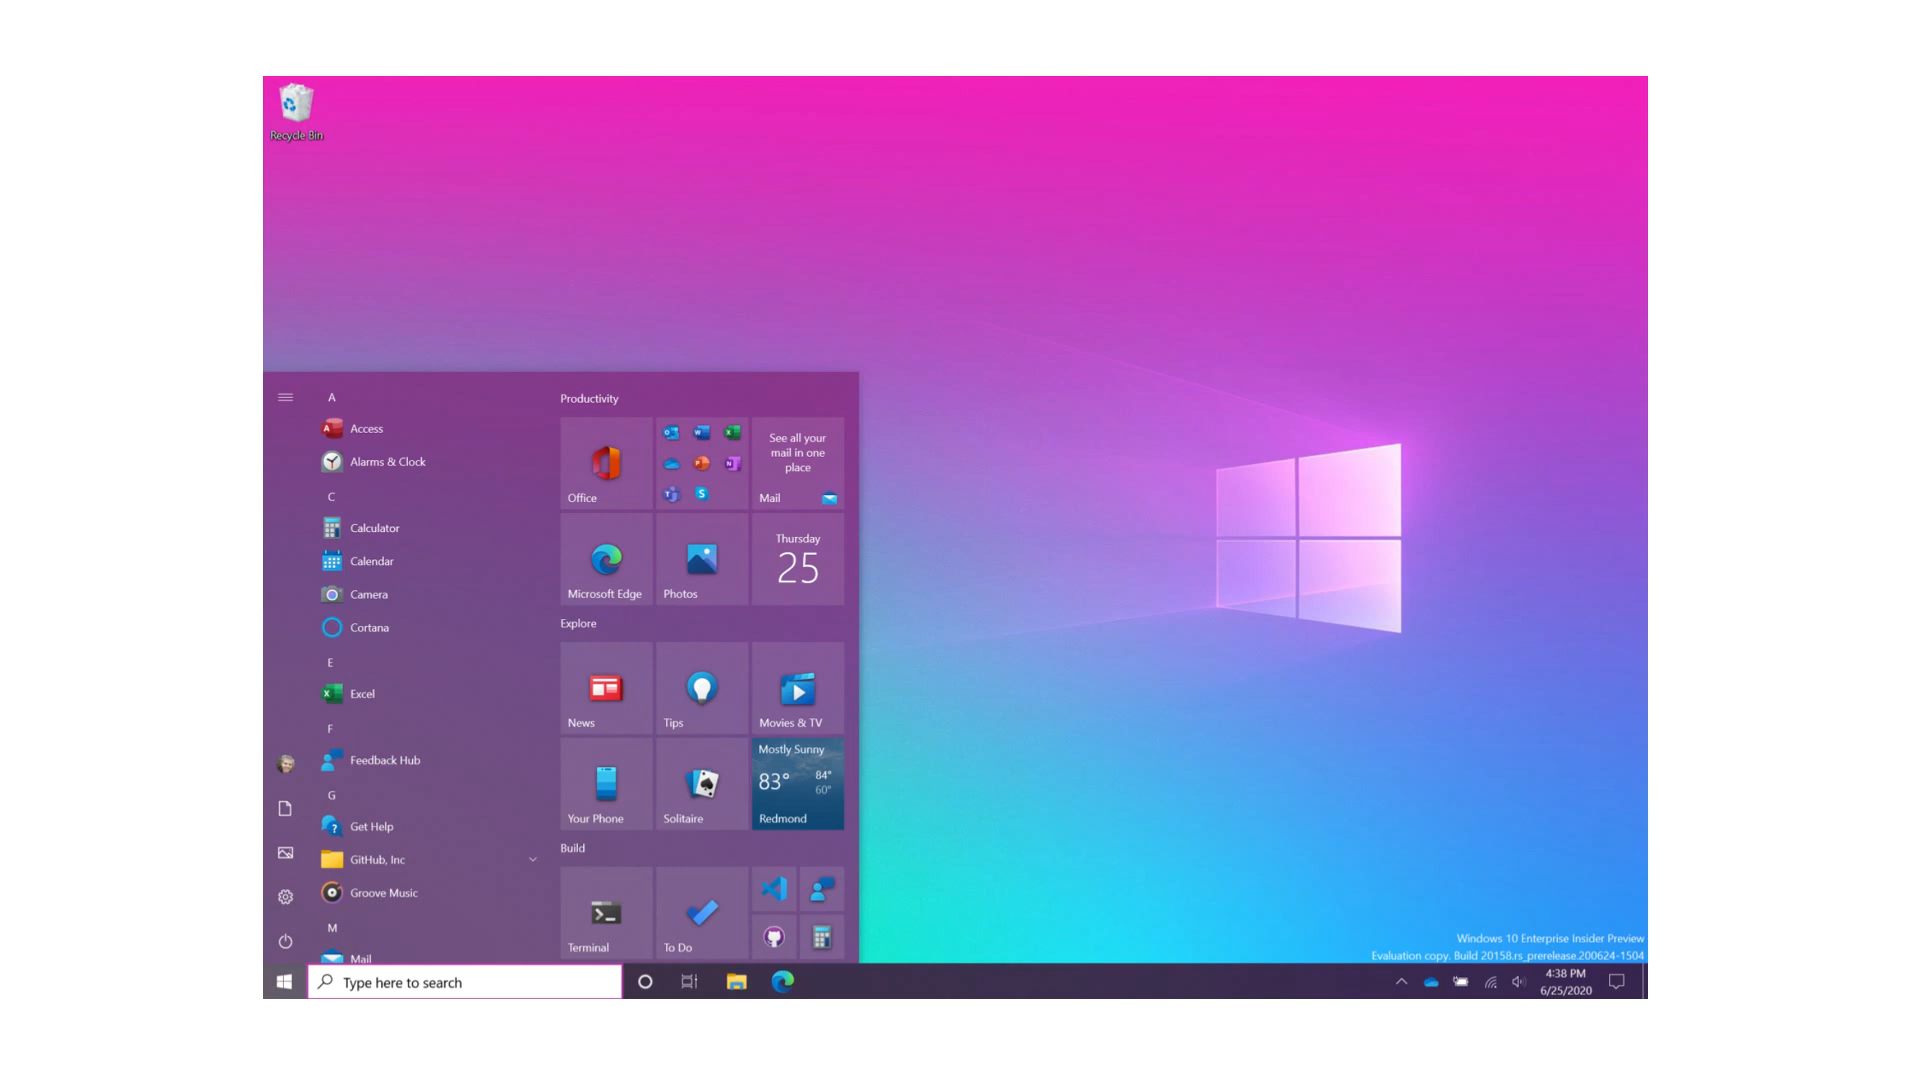 Recycle Bin
A
Access
Alarms & Clock
C
Calculator
Calendar
Camera
Cortana
E
Excel
F
Feedback Hub
G
Get Help
GitHub, Inc
Groove Music
M
Mail
Productivity
Office
See all your
mail in one
place
Mail
Microsoft Edge
Photos
Thursday
25
Explore
News
Tips
Movies & TV
Your Phone
Solitaire
Mostly Sunny
83°
84°
60°
Redmond
Build
Terminal
To Do
Windows 10 Enterprise Insider Preview
Evaluation copy. Build 20158.rs_prerelease.200624-1504
Type here to search
4:38 PM
6/25/2020